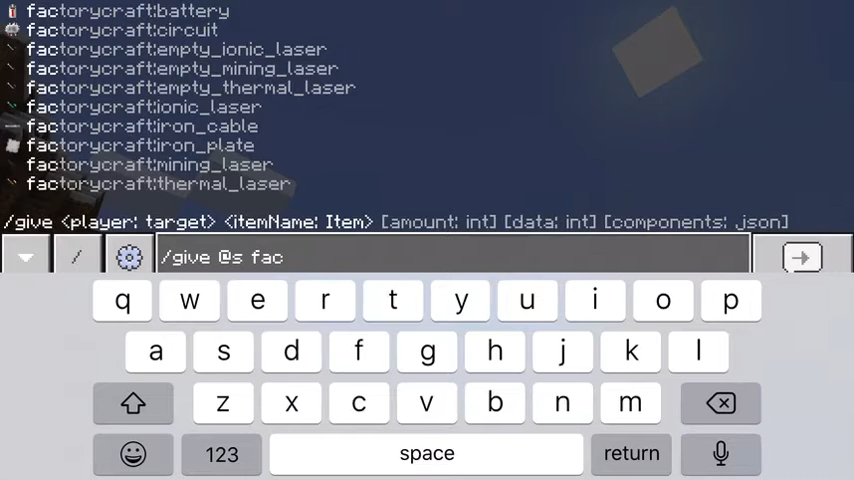 factorycraft:battery
factorycraft:circuit
factorycraft:empty_ionic_laser
factorycraft:empty_mining_laser
factorycraft:empty_thermal_laser
factorycraft:ionic_laser
factorycraft:iron_cable
factorycraft:iron_plate
factorycraft:mining_laser
factorycraft:thermal_laser
/give <player: target> <itemName: Item> [amount: int] [data: int] [components: json]
/ /give @s fac
q w e r t y u i o p
a s d f g h j k l
z x c v b n m
123 space return